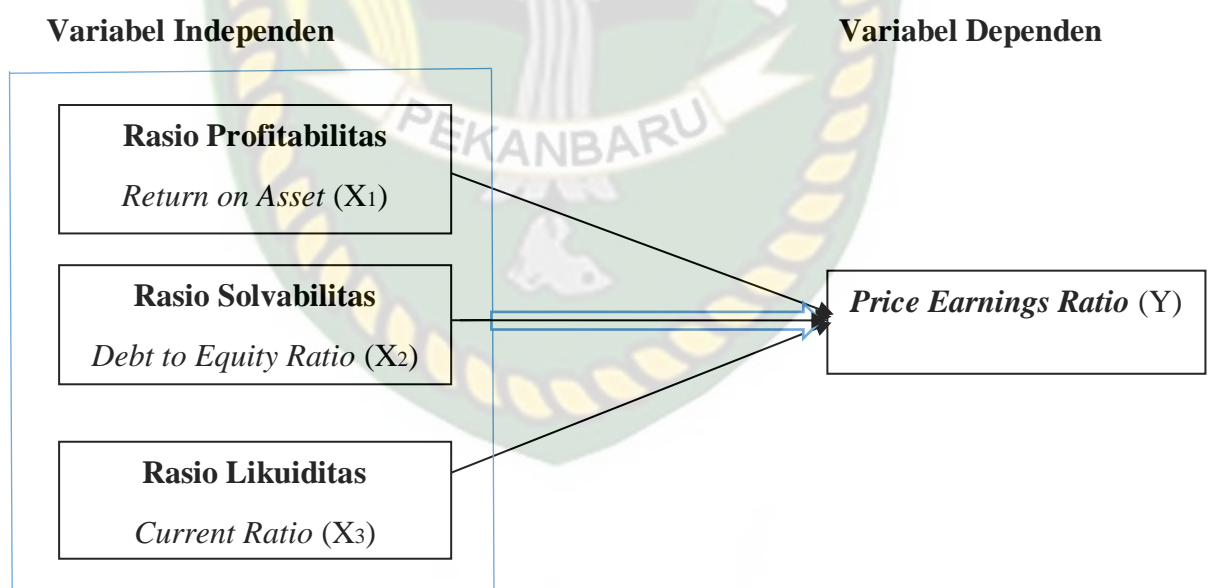 Variabel Independen
Variabel Dependen
PEKANBARU
Rasio Profitabilitas
Return on Asset (X1)
Rasio Solvabilitas
Debt to Equity Ratio (X2)
Price Earnings Ratio (Y)
Rasio Likuiditas
Current Ratio (X3)